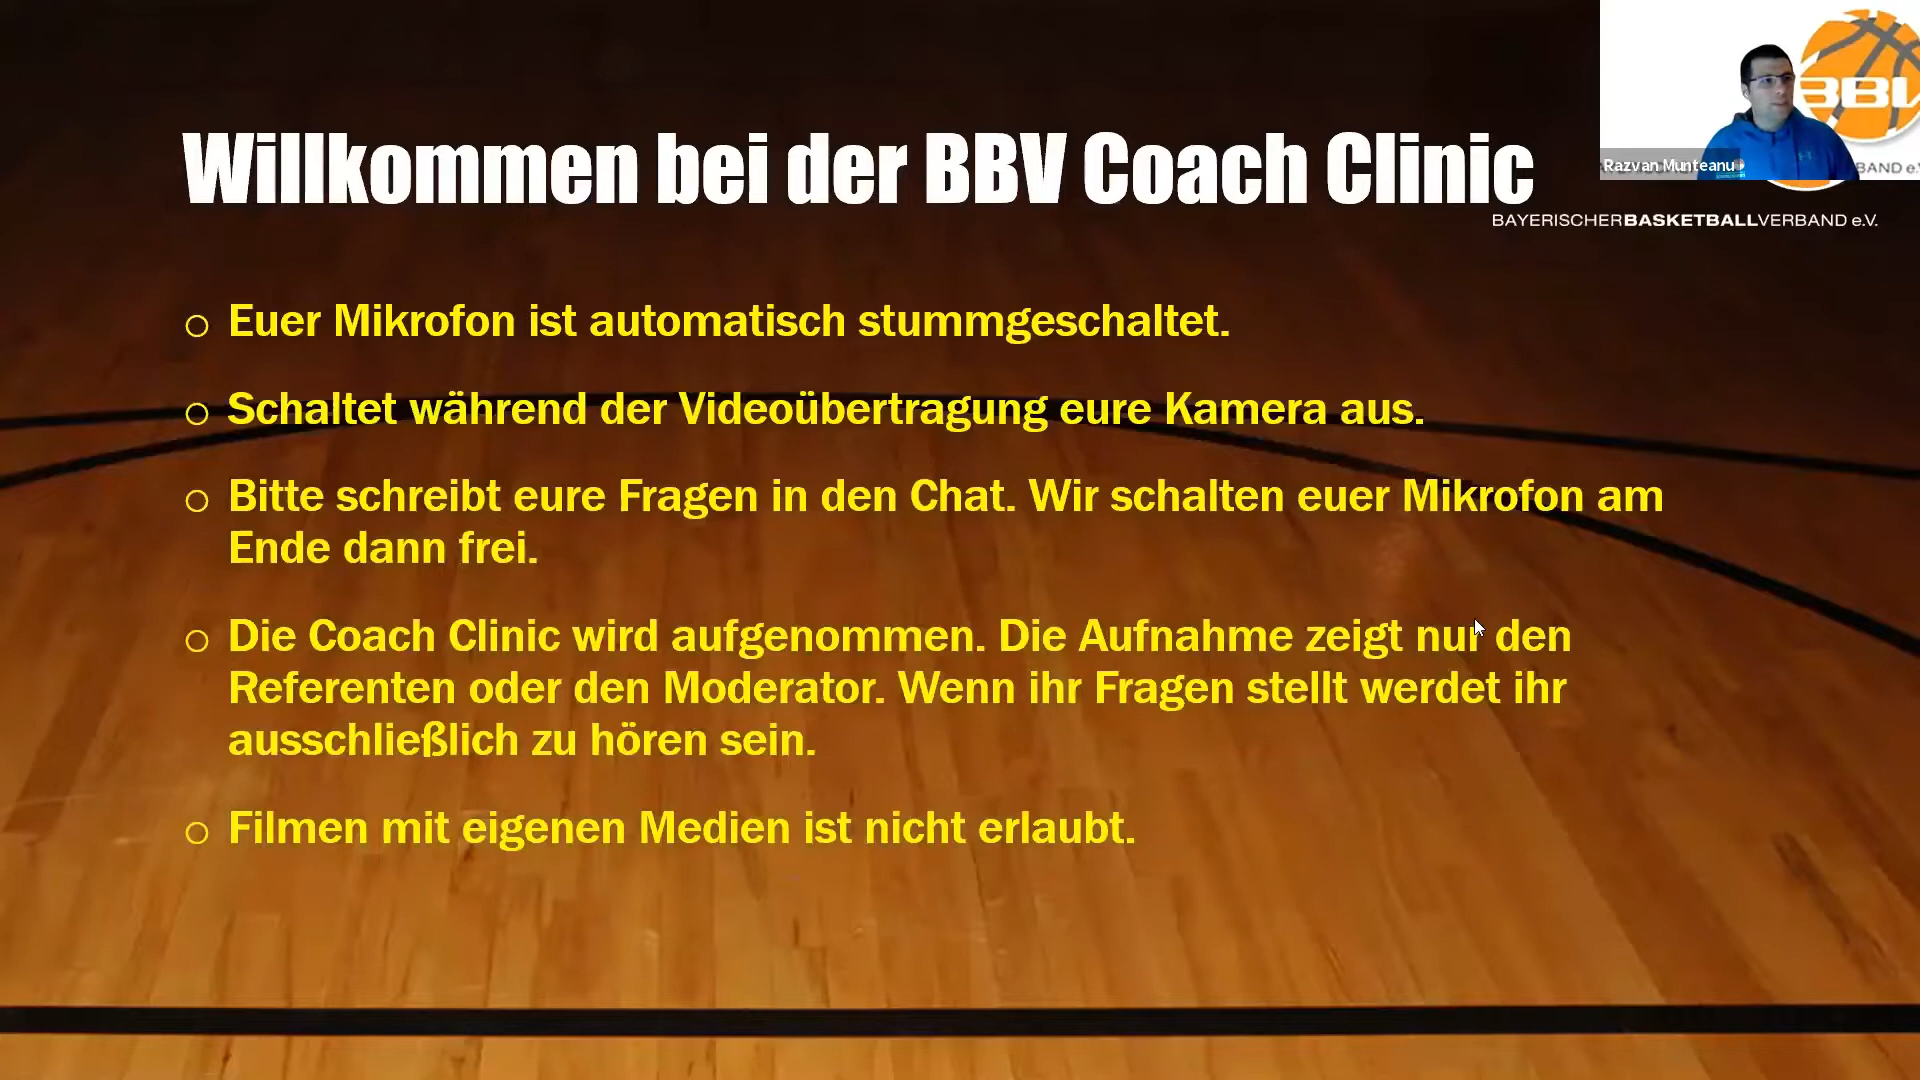 Willkommen bei der BBV Coach Clinic
BBV
Razvan Munteanu
BAND e.V.
BAYERISCHERBASKETBALLVERBAND e.V.
o Euer Mikrofon ist automatisch stummgeschaltet.
o Schaltet während der Videoübertragung eure Kamera aus.
o Bitte schreibt eure Fragen in den Chat. Wir schalten euer Mikrofon am
Ende dann frei.
o Die Coach Clinic wird aufgenommen. Die Aufnahme zeigt nur den
Referenten oder den Moderator. Wenn ihr Fragen stellt werdet ihr
ausschließlich zu hören sein.
o Filmen mit eigenen Medien ist nicht erlaubt.